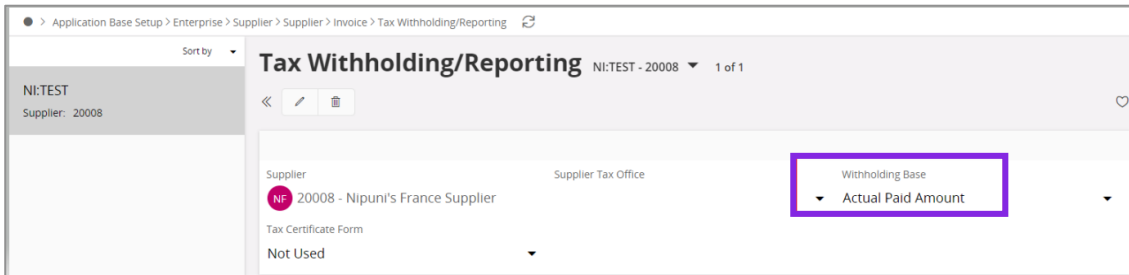 Application Base Setup > Enterprise > Supplier > Supplier > Invoice > Tax Withholding/Reporting
Sort by
NI:TEST
Supplier: 20008
Tax Withholding/Reporting NI:TEST - 20008 1 of 1
Supplier Supplier Tax Office Withholding Base
NF 20008 - Nipuni's France Supplier Actual Paid Amount
Tax Certificate Form
Not Used